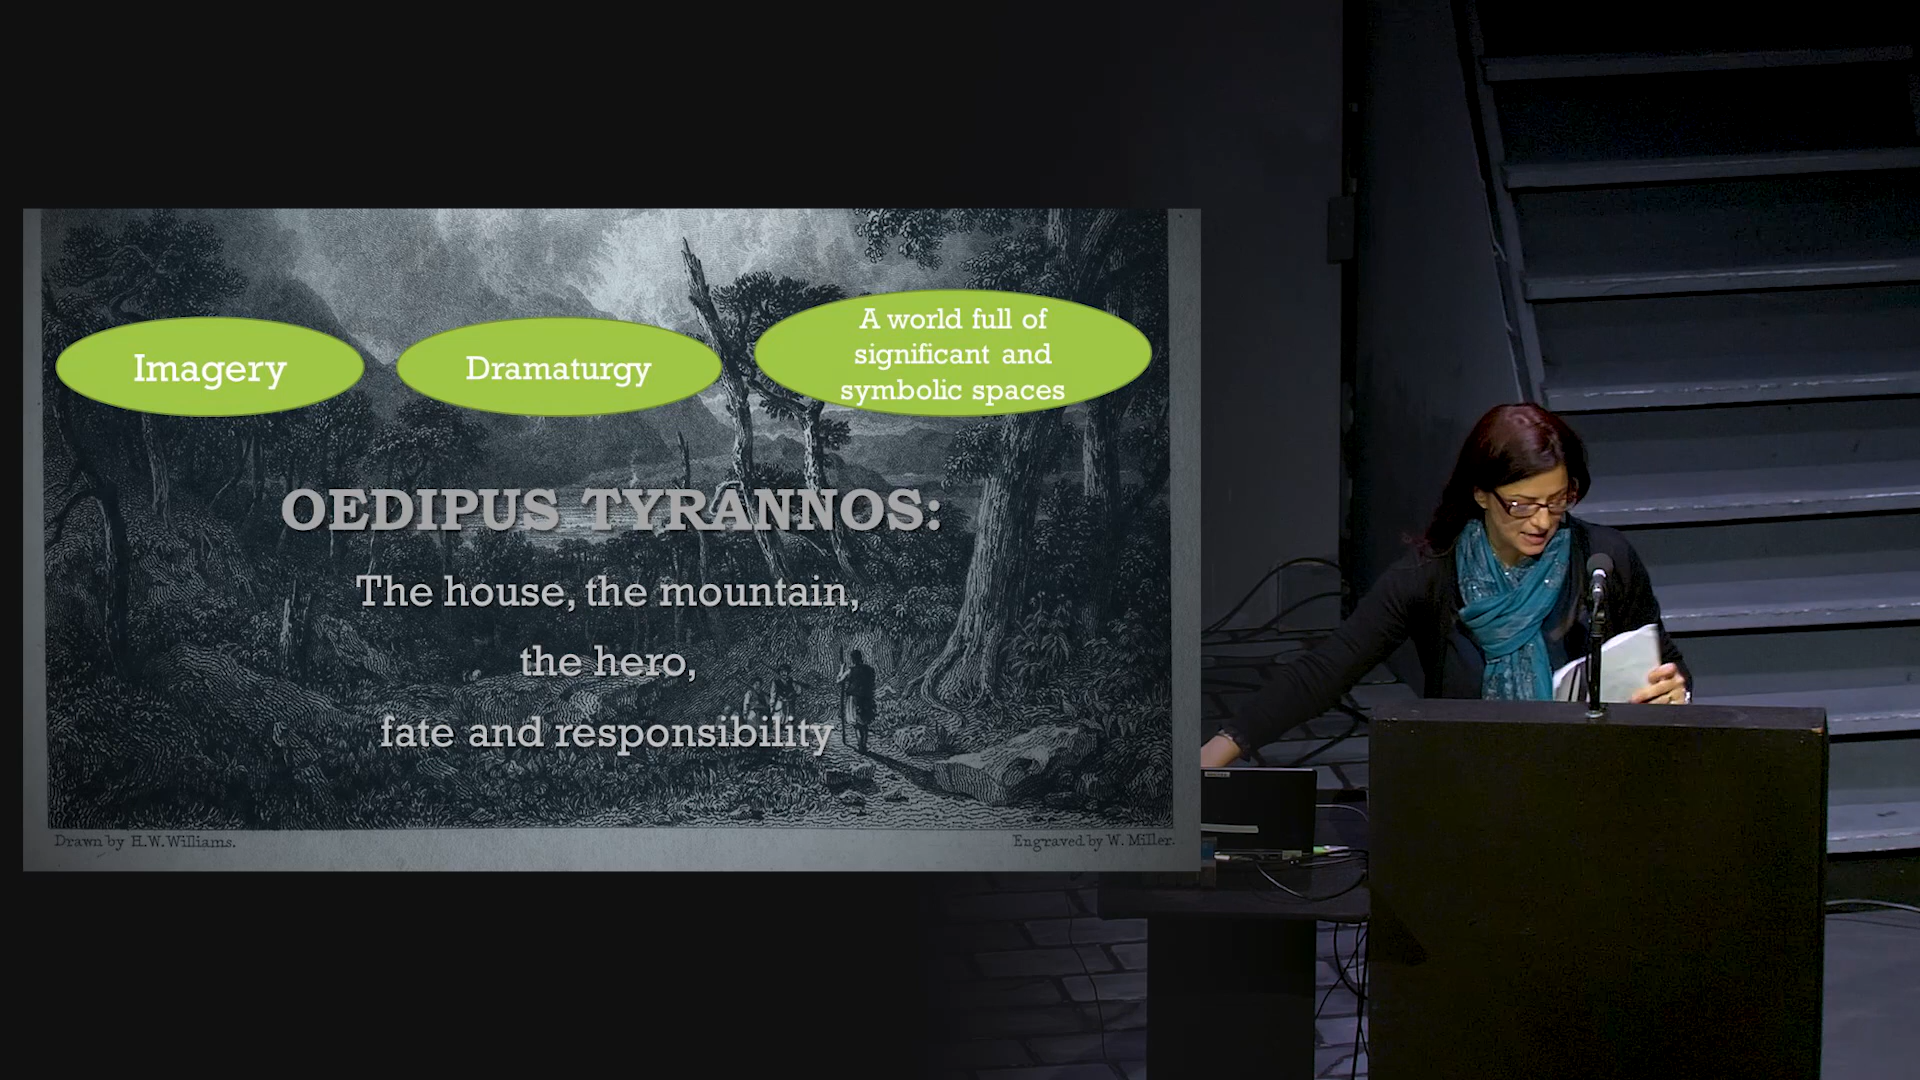 Imagery
Dramaturgy
A world full of
significant and
symbolic spaces
OEDIPUS TYRANNOS:
The house, the mountain,
the hero,
fate and responsibility
Drawn by H.W. Williams.
Engraved by W. Miller.